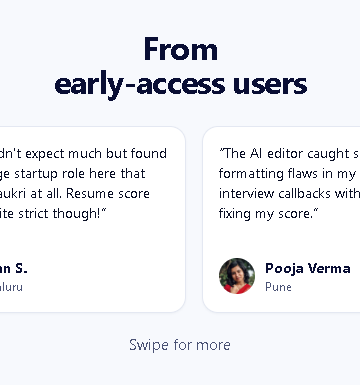 From
early-access users
dn't expect much but found
ge startup role here that
aukri at all. Resume score
ite strict though!"
an S.
aluru
"The AI editor caught s
formatting flaws in my
interview callbacks with
fixing my score."
Pooja Verma
Pune
Swipe for more